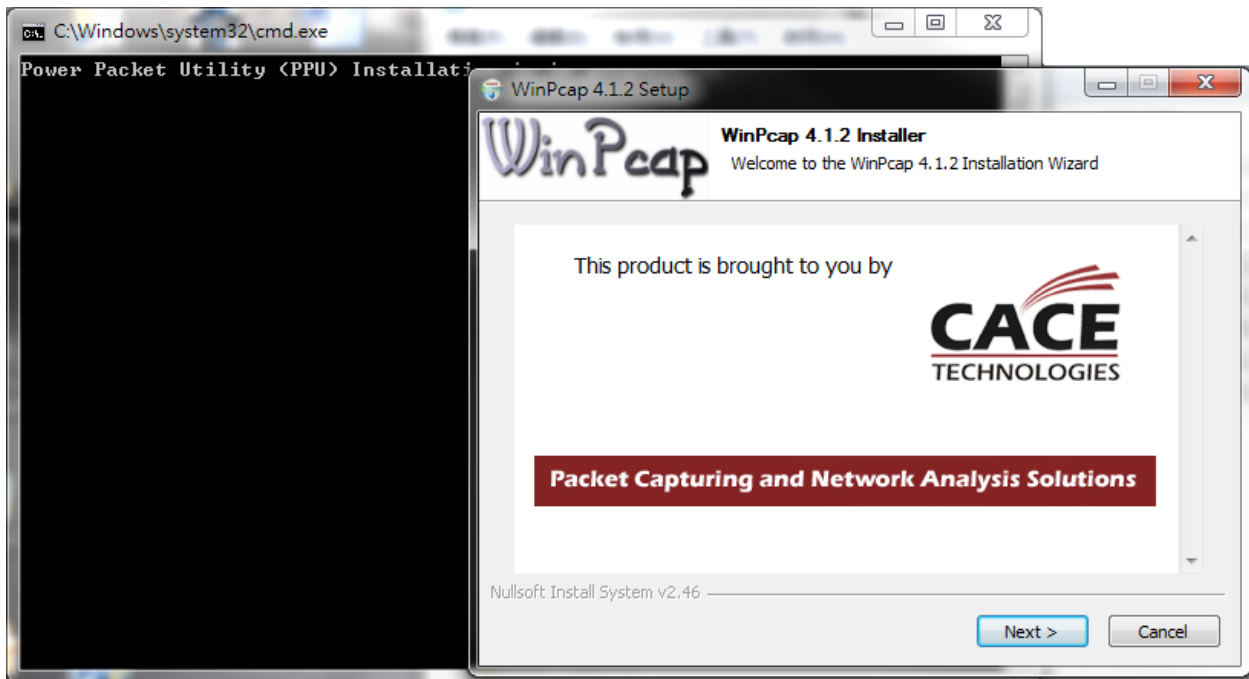 C:\Windows\system32\cmd.exe
Power Packet Utility (PPU)
WinPcap 4.1.2 Setup
WinPcap
WinPcap 4.1.2 Installer
Welcome to the WinPcap 4.1.2 Installation Wizard
This product is brought to you by
CACE
TECHNOLOGIES
Packet Capturing and Network Analysis Solutions
Nullsoft Install System v2.46
Next >
Cancel